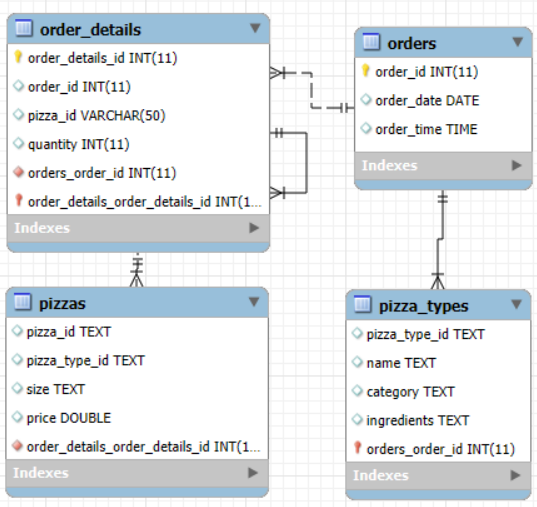 order_details
order_details_id INT(11)
order_id INT(11)
pizza_id VARCHAR(50)
quantity INT(11)
orders_order_id INT(11)
order_details_order_details_id INT(1...
Indexes
orders
order_id INT(11)
order_date DATE
order_time TIME
Indexes
pizzas
pizza_id TEXT
pizza_type_id TEXT
size TEXT
price DOUBLE
order_details_order_details_id INT(1...
Indexes
pizza_types
pizza_type_id TEXT
name TEXT
category TEXT
ingredients TEXT
orders_order_id INT(11)
Indexes